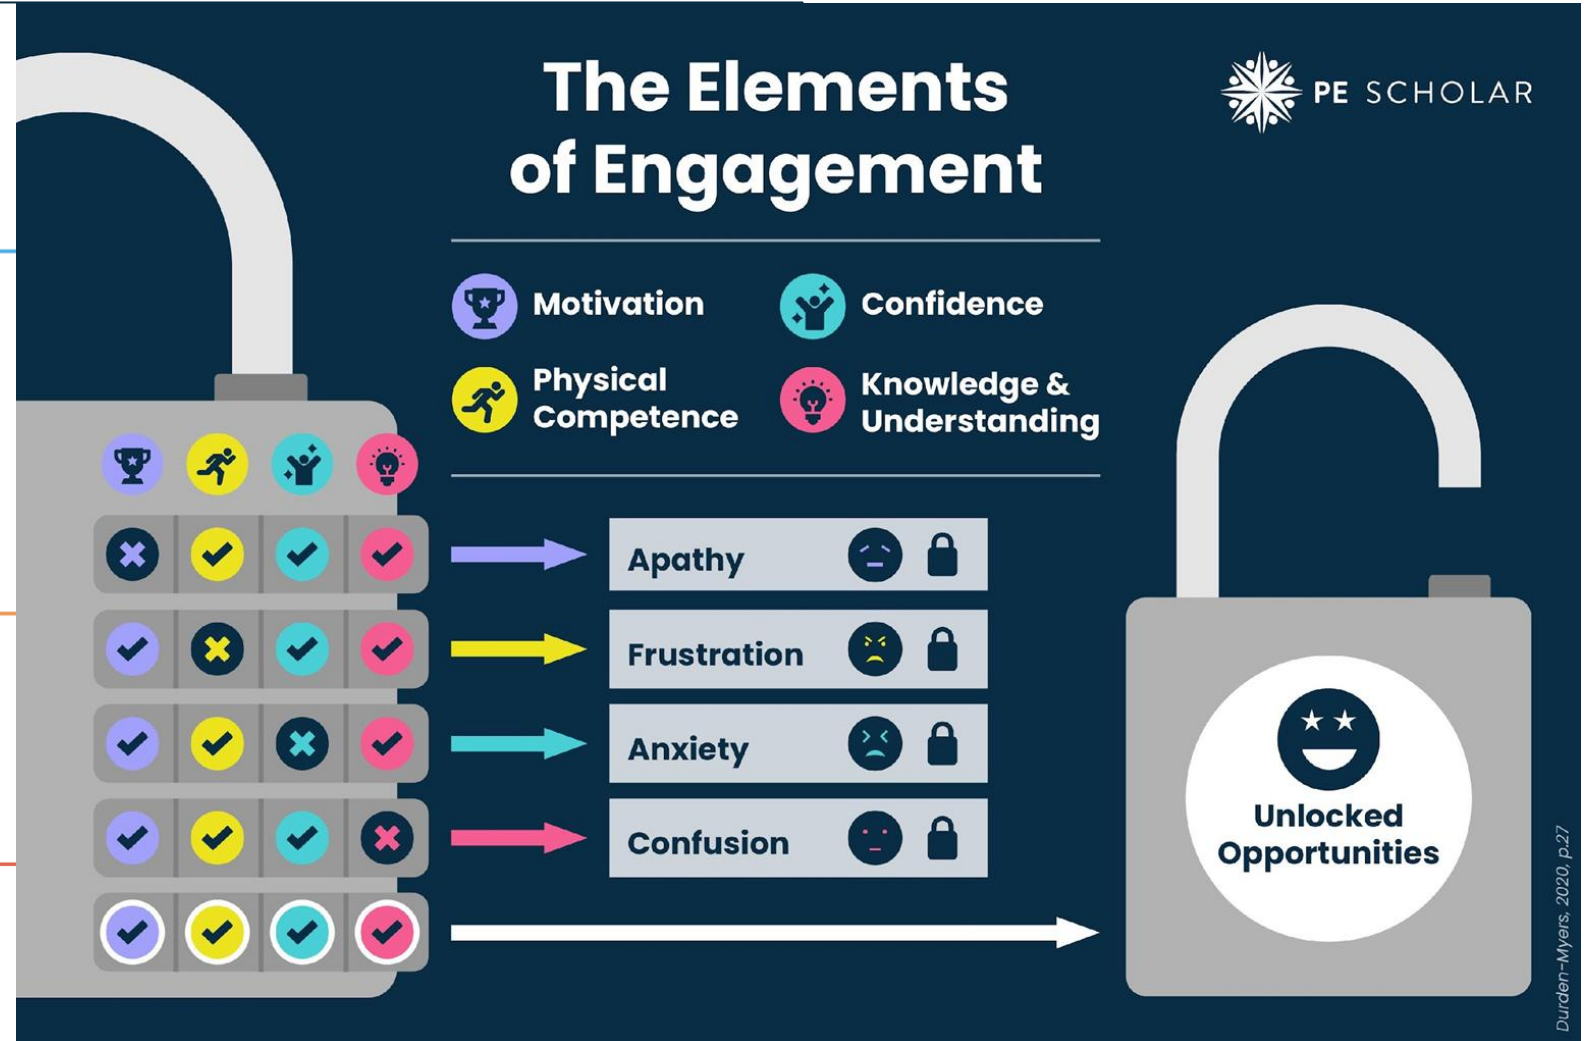 The Elements
of Engagement
PE SCHOLAR
Motivation
Confidence
Physical
Competence
Knowledge &
Understanding
Apathy
Frustration
Anxiety
Confusion
Unlocked
Opportunities
Durden-Myers, 2020, p.27